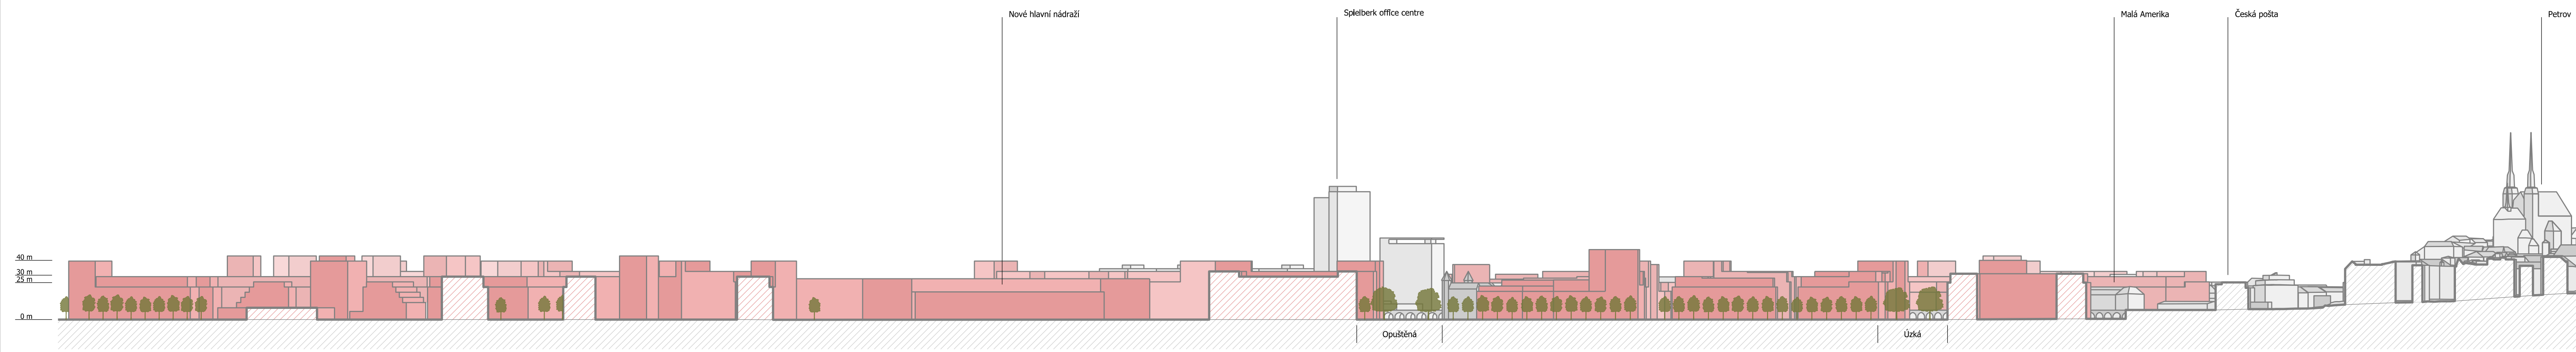 Nové hlavní nádraží
Spielberk office centre
Malá Amerika
Česká pošta
Petrov
40 m
30 m
25 m
0 m
Opuštěná
Úzká